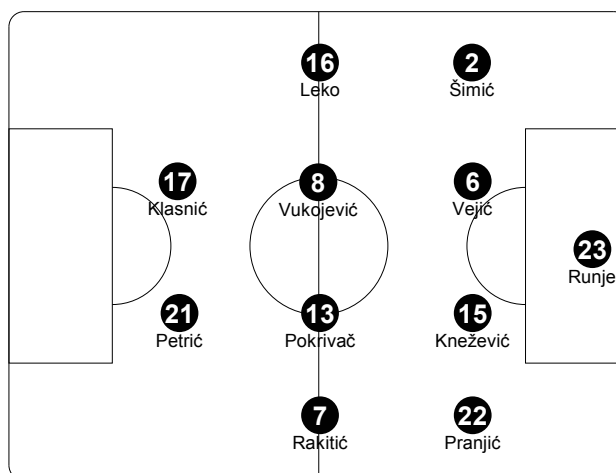 16
Leko
2
Šimić
17
Klasnić
8
Vukojević
6
Vejić
23
Runje
21
Petrić
13
Pokrivač
15
Knežević
7
Rakitić
22
Pranjić